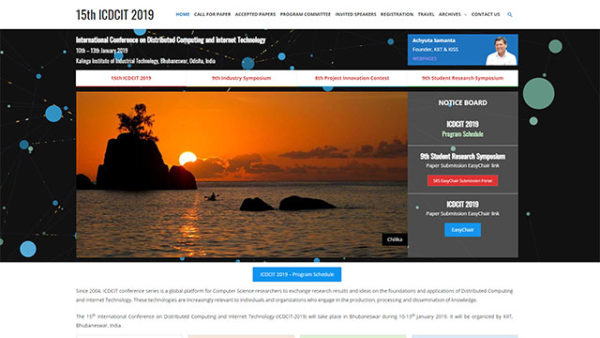 15th ICDCIT 2019
HOME CALL FOR PAPER ACCEPTED PAPERS PROGRAM COMMITTEE INVITED SPEAKERS REGISTRATION TRAVEL ARCHIVES CONTACT US
International Conference on Distributed Computing and Internet Technology
10th - 13th January 2019
Kalinga Institute of Industrial Technology, Bhubaneswar, Odisha, India
Achyuta Samanta
Founder, KIIT & KISS
WEBPAGES
15th ICDCIT 2019 9th Industry Symposium 8th Project Innovation Contest 9th Student Research Symposium
NOTICE BOARD
ICDCIT 2019
Program Schedule
9th Student Research Symposium
Paper Submission EasyChair link
SRS EasyChair Submission Portal
ICDCIT 2019
Paper Submission EasyChair link
EasyChair
Chilika
ICDCIT 2019 - Program Schedule
Since 2004, ICDCIT conference series is a global platform for Computer Science researchers to exchange research results and ideas on the foundations and applications of Distributed Computing
and Internet Technology. These technologies are increasingly relevant to individuals and organizations who engage in the production, processing and dissemination of knowledge.
The 15th International Conference on Distributed Computing and Internet Technology (ICDCIT-2019) will take place in Bhubaneswar during 10-13th January 2019. It will be organized by KIIT,
Bhubaneswar, India.